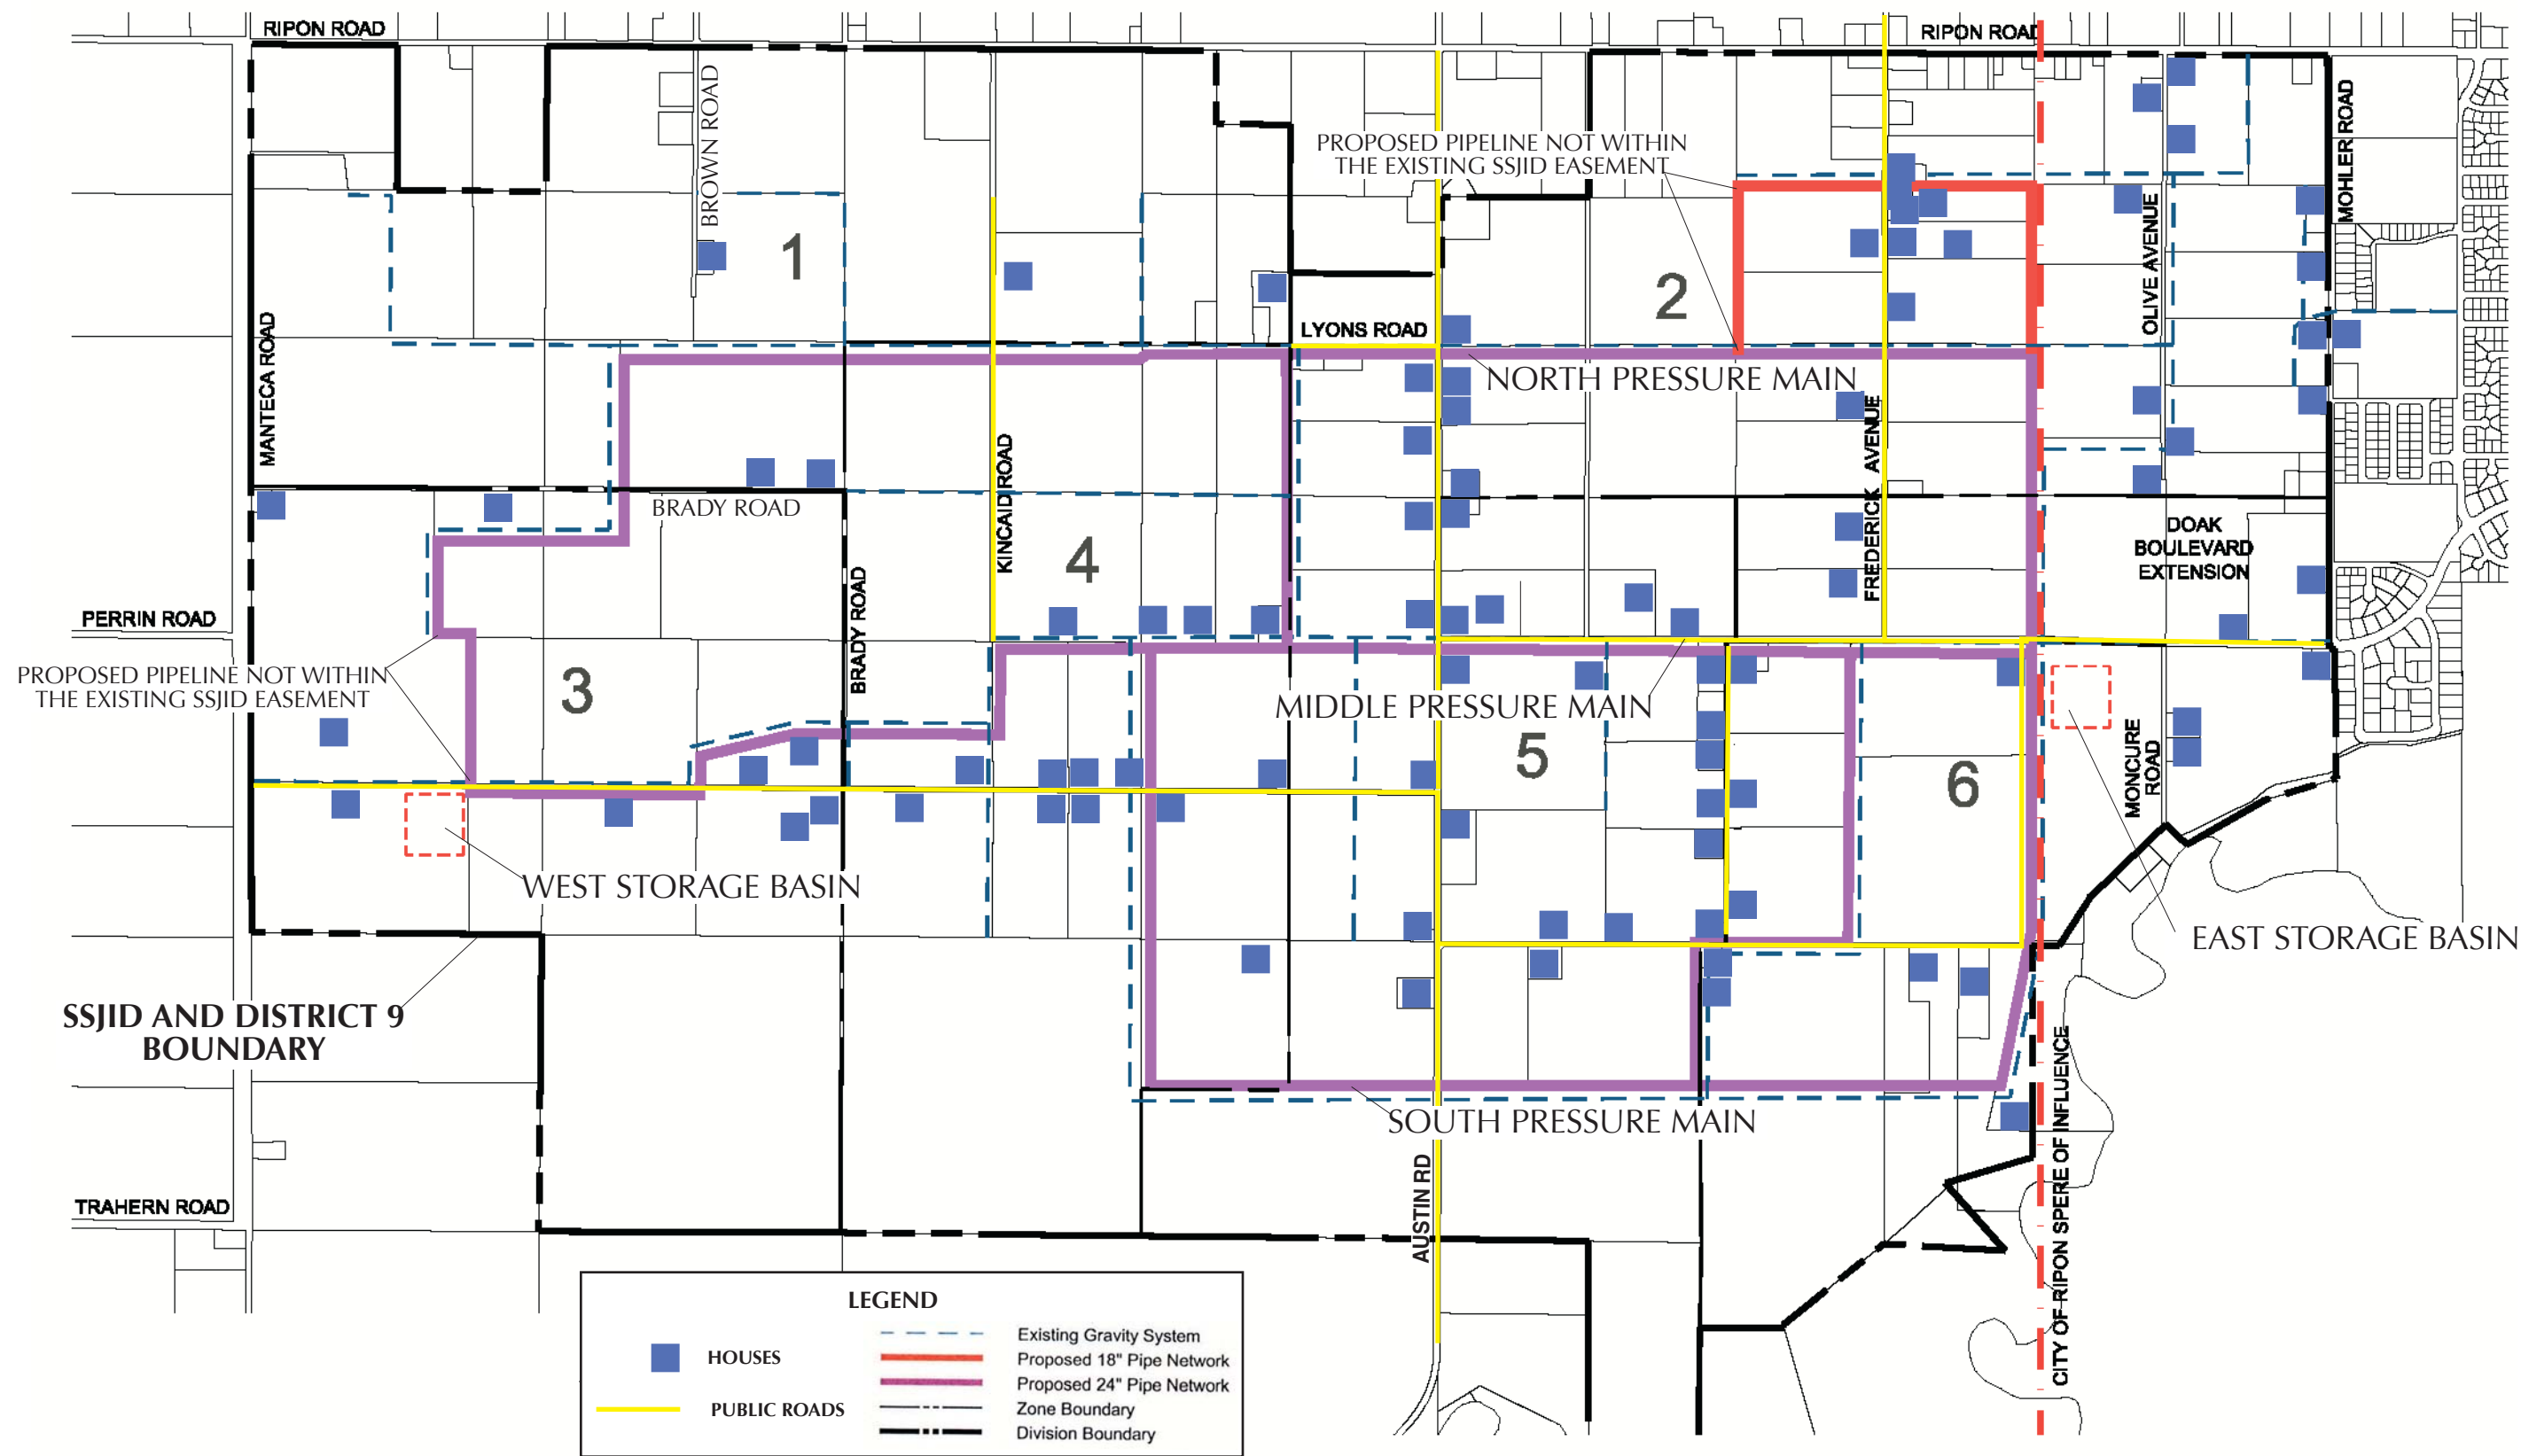 RIPON ROAD
RIPON ROAD
BROWN ROAD
MOHLER ROAD
PROPOSED PIPELINE NOT WITHIN
THE EXISTING SSJID EASEMENT
OLIVE AVENUE
1
2
MANTECA ROAD
LYONS ROAD
NORTH PRESSURE MAIN
FREDERICK AVENUE
KINCAID ROAD
BRADY ROAD
4
DOAK
BOULEVARD
EXTENSION
BRADY ROAD
PERRIN ROAD
PROPOSED PIPELINE NOT WITHIN
THE EXISTING SSJID EASEMENT
3
MIDDLE PRESSURE MAIN
5
6
MONCURE
ROAD
WEST STORAGE BASIN
EAST STORAGE BASIN
SSJID AND DISTRICT 9
BOUNDARY
SOUTH PRESSURE MAIN
CITY OF RIPON SPERE OF INFLUENCE
AUSTIN RD
TRAHERN ROAD
LEGEND
HOUSES
PUBLIC ROADS
Existing Gravity System
Proposed 18" Pipe Network
Proposed 24" Pipe Network
Zone Boundary
Division Boundary